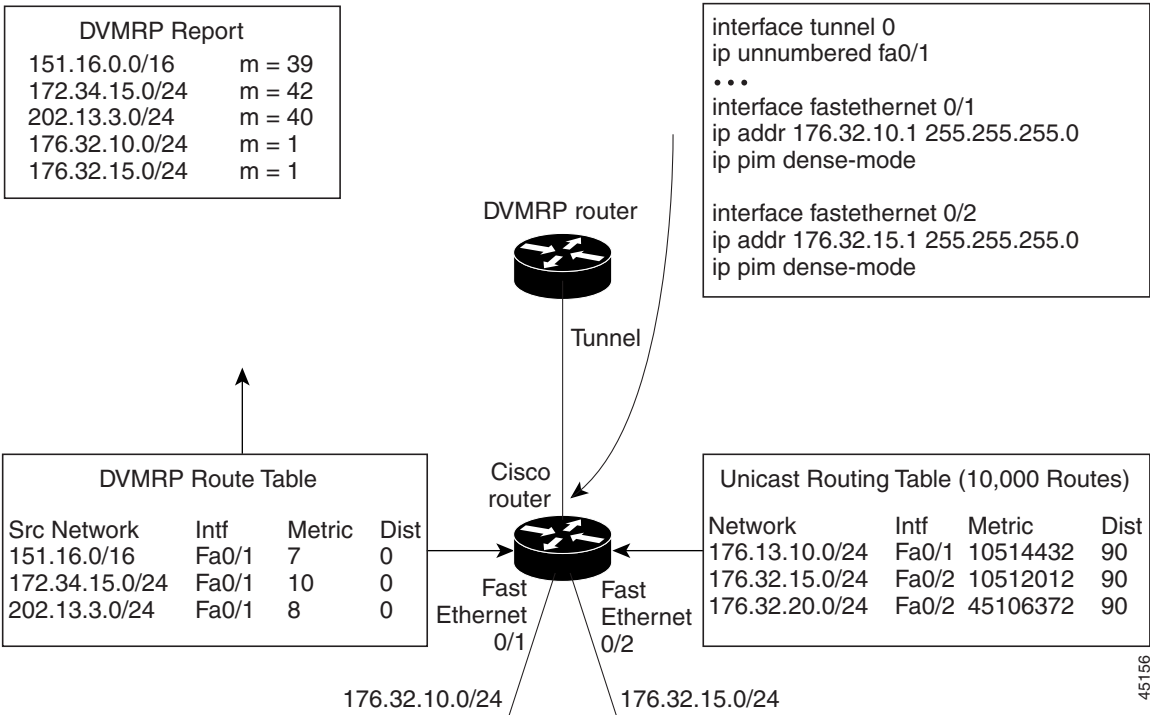 DVMRP Report
151.16.0.0/16 m = 39
172.34.15.0/24 m = 42
202.13.3.0/24 m = 40
176.32.10.0/24 m = 1
176.32.15.0/24 m = 1
interface tunnel 0
ip unnumbered fa0/1
• • •
interface fastethernet 0/1
ip addr 176.32.10.1 255.255.255.0
ip pim dense-mode
interface fastethernet 0/2
ip addr 176.32.15.1 255.255.255.0
ip pim dense-mode
DVMRP router
Tunnel
DVMRP Route Table
Src Network Intf Metric Dist
151.16.0/16 Fa0/1 7 0
172.34.15.0/24 Fa0/1 10 0
202.13.3.0/24 Fa0/1 8 0
Cisco
router
Fast
Ethernet
0/1
Fast
Ethernet
0/2
Unicast Routing Table (10,000 Routes)
Network Intf Metric Dist
176.13.10.0/24 Fa0/1 10514432 90
176.32.15.0/24 Fa0/2 10512012 90
176.32.20.0/24 Fa0/2 45106372 90
176.32.10.0/24
176.32.15.0/24
45156